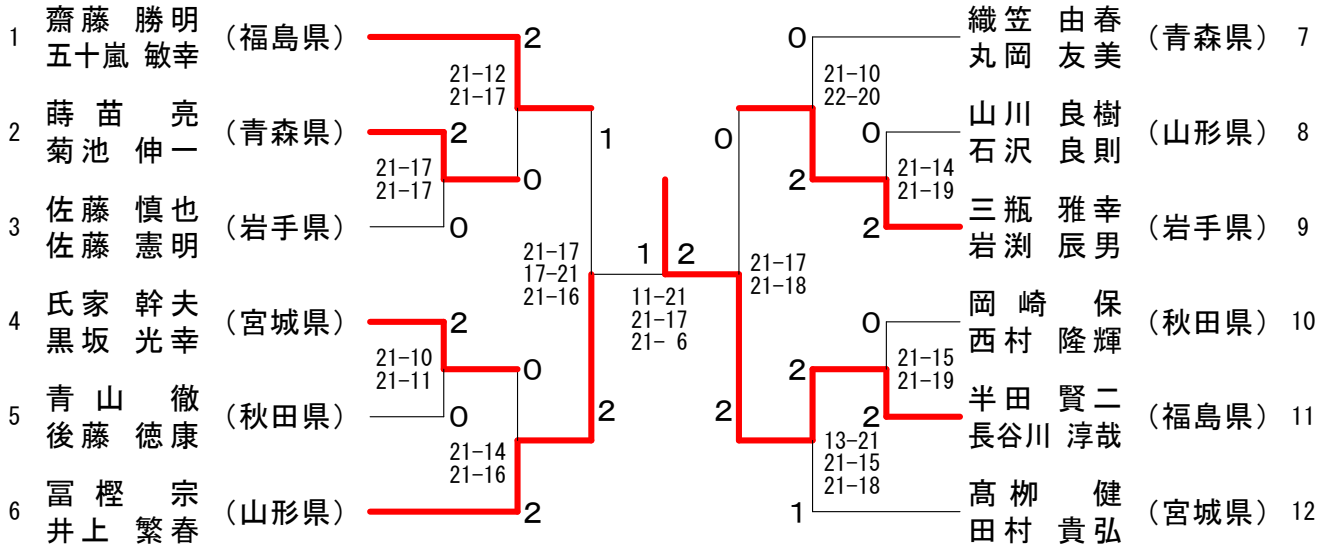 1 齋藤 勝明 (福島県) 2
五十嵐 敏幸
21-12
21-17
2 蒔苗 亮 (青森県) 2
菊池 伸一
21-17
21-17
0
1
3 佐藤 慎也 (岩手県) 0
佐藤 憲明
21-17
17-21
21-16
4 氏家 幹夫 (宮城県) 2
黒坂 光幸
21-10
21-11
0
5 青山 徹 (秋田県) 0
後藤 徳康
2
21-14
21-16
6 冨樫 宗 (山形県) 2
井上 繁春
1 2
11-21
21-17
21- 6
0 織笠 由春 (青森県) 7
丸岡 友美
21-10
22-20
0
0 山川 良樹 (山形県) 8
石沢 良則
21-14
21-19
2
2 三瓶 雅幸 (岩手県) 9
岩渕 辰男
21-17
21-18
0 岡崎 保 (秋田県) 10
西村 隆輝
21-15
21-19
2
2 半田 賢二 (福島県) 11
長谷川 淳哉
2
13-21
21-15
21-18
1 髙栁 健 (宮城県) 12
田村 貴弘